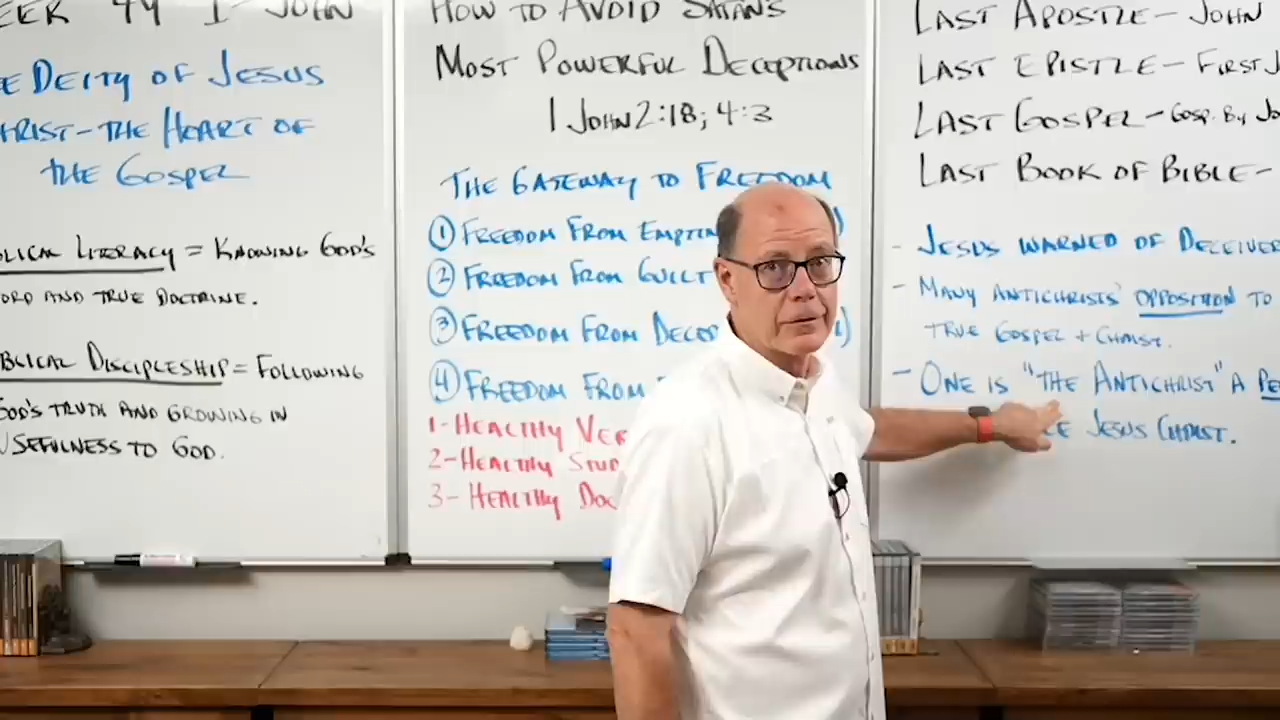 EEK 44 1-JOHN
E DEITY OF JESUS
HRIST-THE HEART OF
THE GOSPEL
LICAL LITERACY = KNOWING GOD'S
ORD AND TRUE DOCTRINE.
BLICAL DISCIPLESHIP = FOLLOWING
GOD'S TRUTH AND GROWING IN
USEFULNESS TO GOD.
HOW TO AVOID SATAN'S
MOST POWERFUL DECEPTIONS
1 JOHN 2:18; 4:3
THE GATEWAY TO FREEDOM
① FREEDOM FROM EMPTIN )
② FREEDOM FROM GUILT
③ FREEDOM FROM DECEP )
④ FREEDOM FROM
1-HEALTHY VER
2-HEALTHY STUD
3-HEALTHY DOC
LAST APOSTLE- JOHN
LAST EPISTLE- FIRST J
LAST GOSPEL-GOSP. BY JO
LAST BOOK OF BIBLE-
- JESUS WARNED OF DECEIVER
- MANY ANTICHRISTS' OPPOSITION TO
TRUE GOSPEL + CHRIST.
- ONE IS "THE ANTICHRIST" A PE
E JESUS CHRIST.